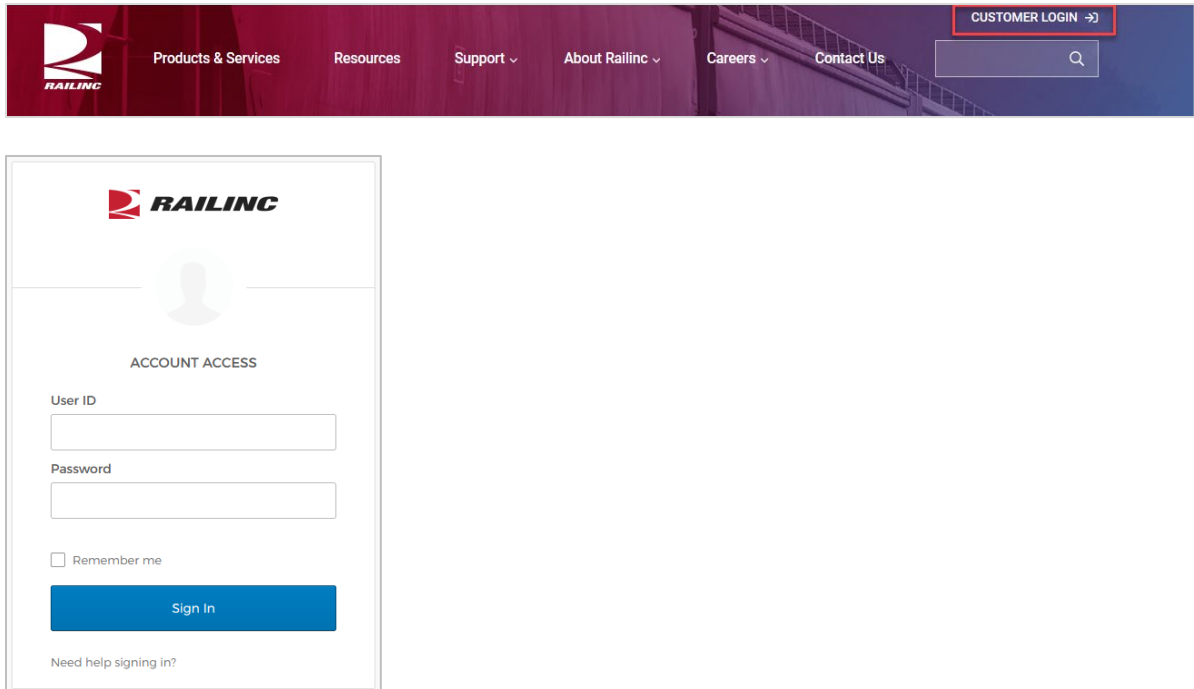 CUSTOMER LOGIN
RAILINC
Products & Services
Resources
Support
About Railinc
Careers
Contact Us
RAILINC
ACCOUNT ACCESS
User ID
Password
Remember me
Sign In
Need help signing in?